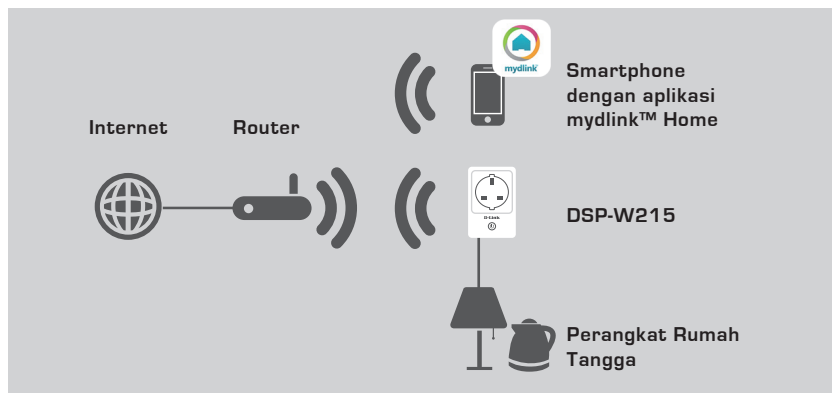 mydlink
Smartphone
dengan aplikasi
mydlink™ Home
Internet
Router
D-Link
DSP-W215
Perangkat Rumah
Tangga